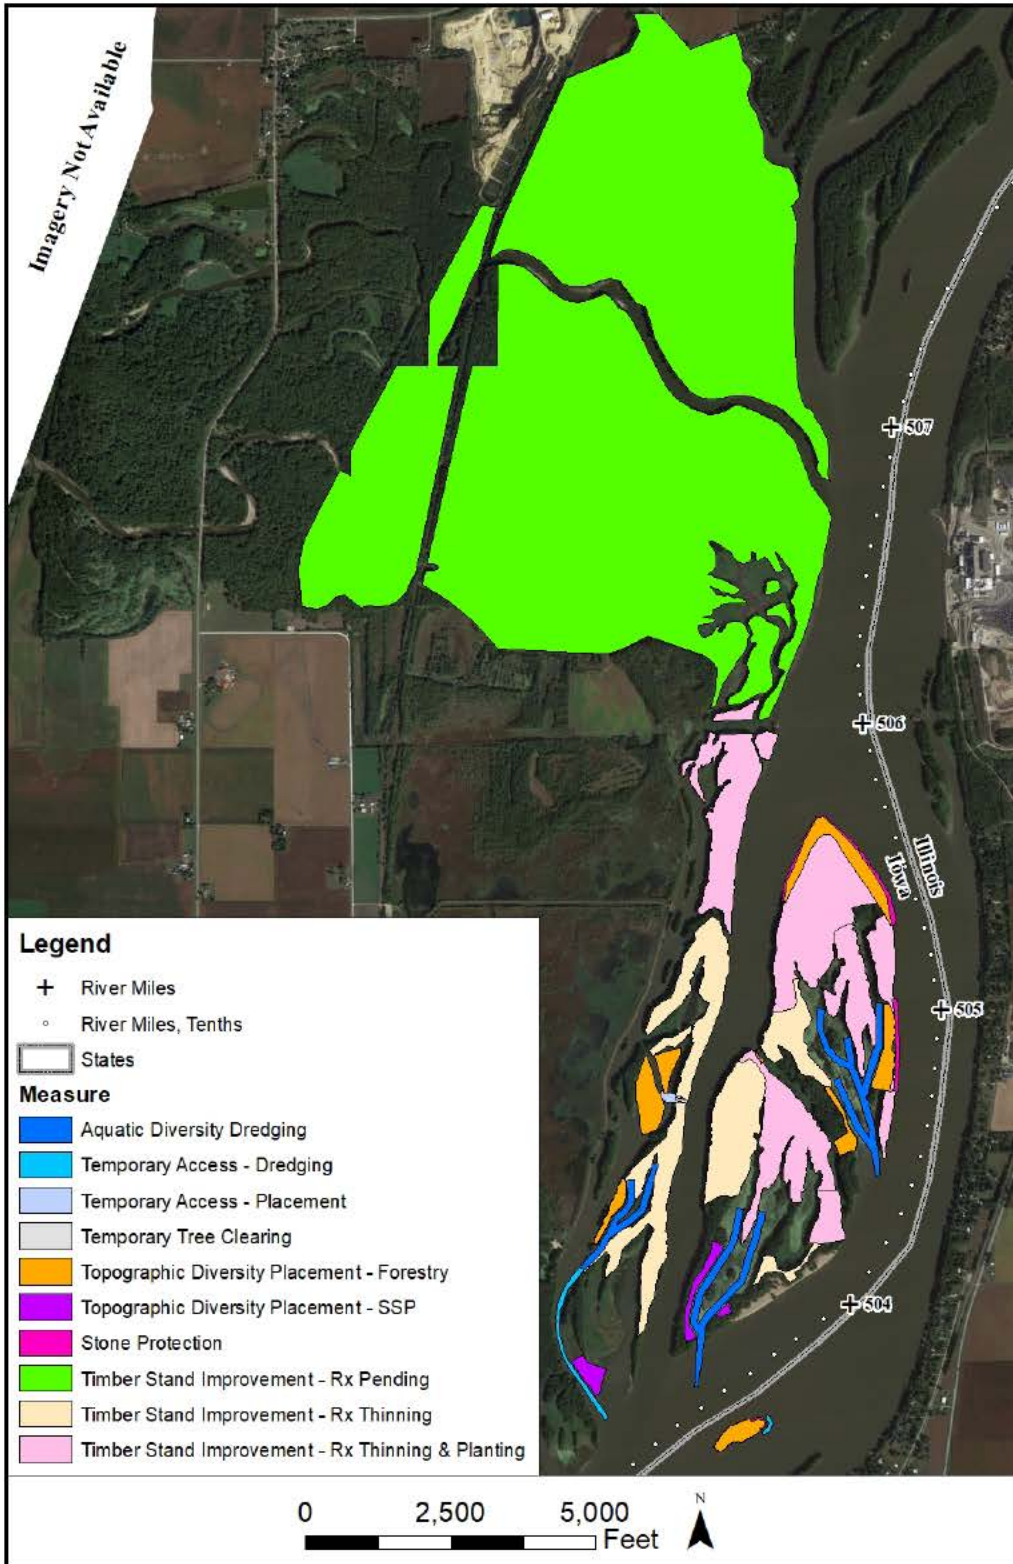 Imagery Not Available
507
506
Illinois
Iowa
505
504
Legend
River Miles
River Miles, Tenths
States
Measure
Aquatic Diversity Dredging
Temporary Access - Dredging
Temporary Access - Placement
Temporary Tree Clearing
Topographic Diversity Placement - Forestry
Topographic Diversity Placement - SSP
Stone Protection
Timber Stand Improvement - Rx Pending
Timber Stand Improvement - Rx Thinning
Timber Stand Improvement - Rx Thinning & Planting
0 2,500 5,000
Feet
N